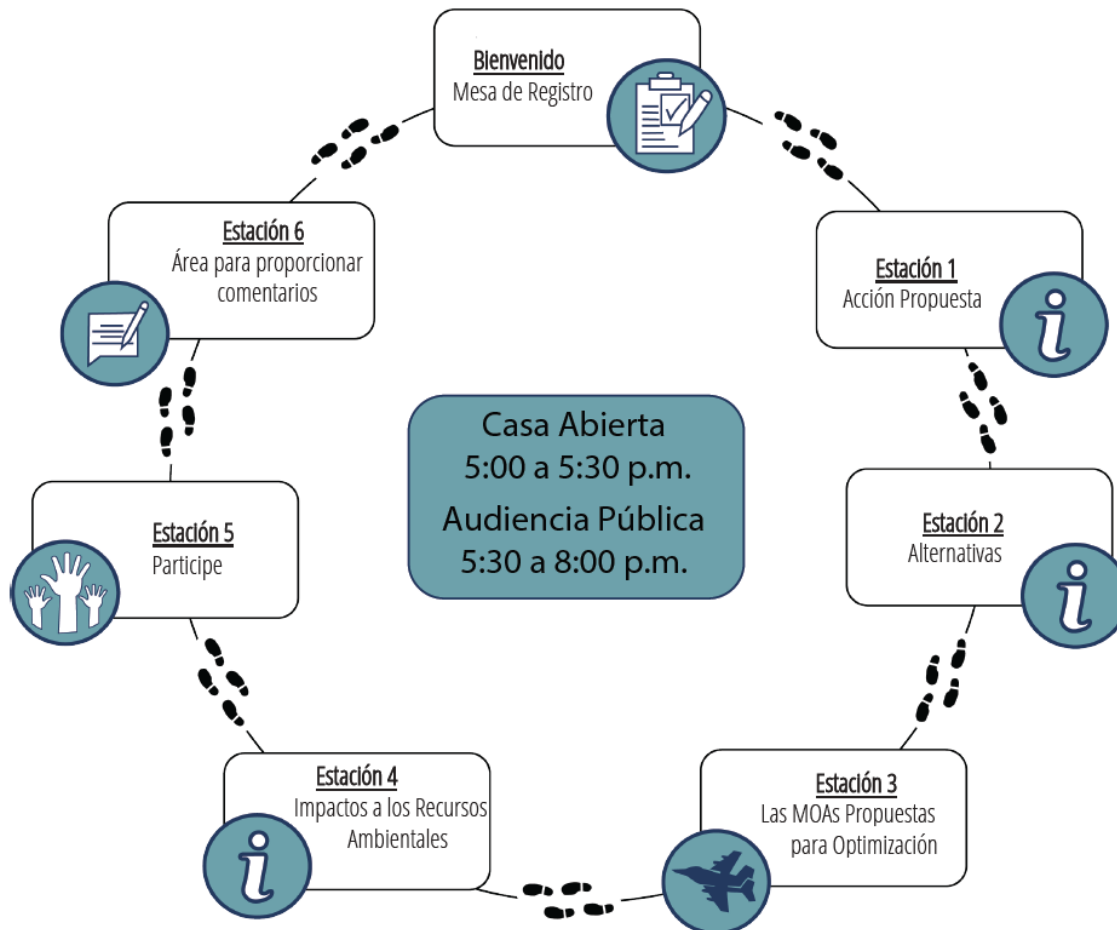 Bienvenido
Mesa de Registro
Estación 1
Acción Propuesta
Estación 2
Alternativas
Estación 3
Las MOAs Propuestas
para Optimización
Estación 4
Impactos a los Recursos
Ambientales
Estación 5
Participe
Estación 6
Área para proporcionar
comentarios
Casa Abierta
5:00 a 5:30 p.m.
Audiencia Pública
5:30 a 8:00 p.m.